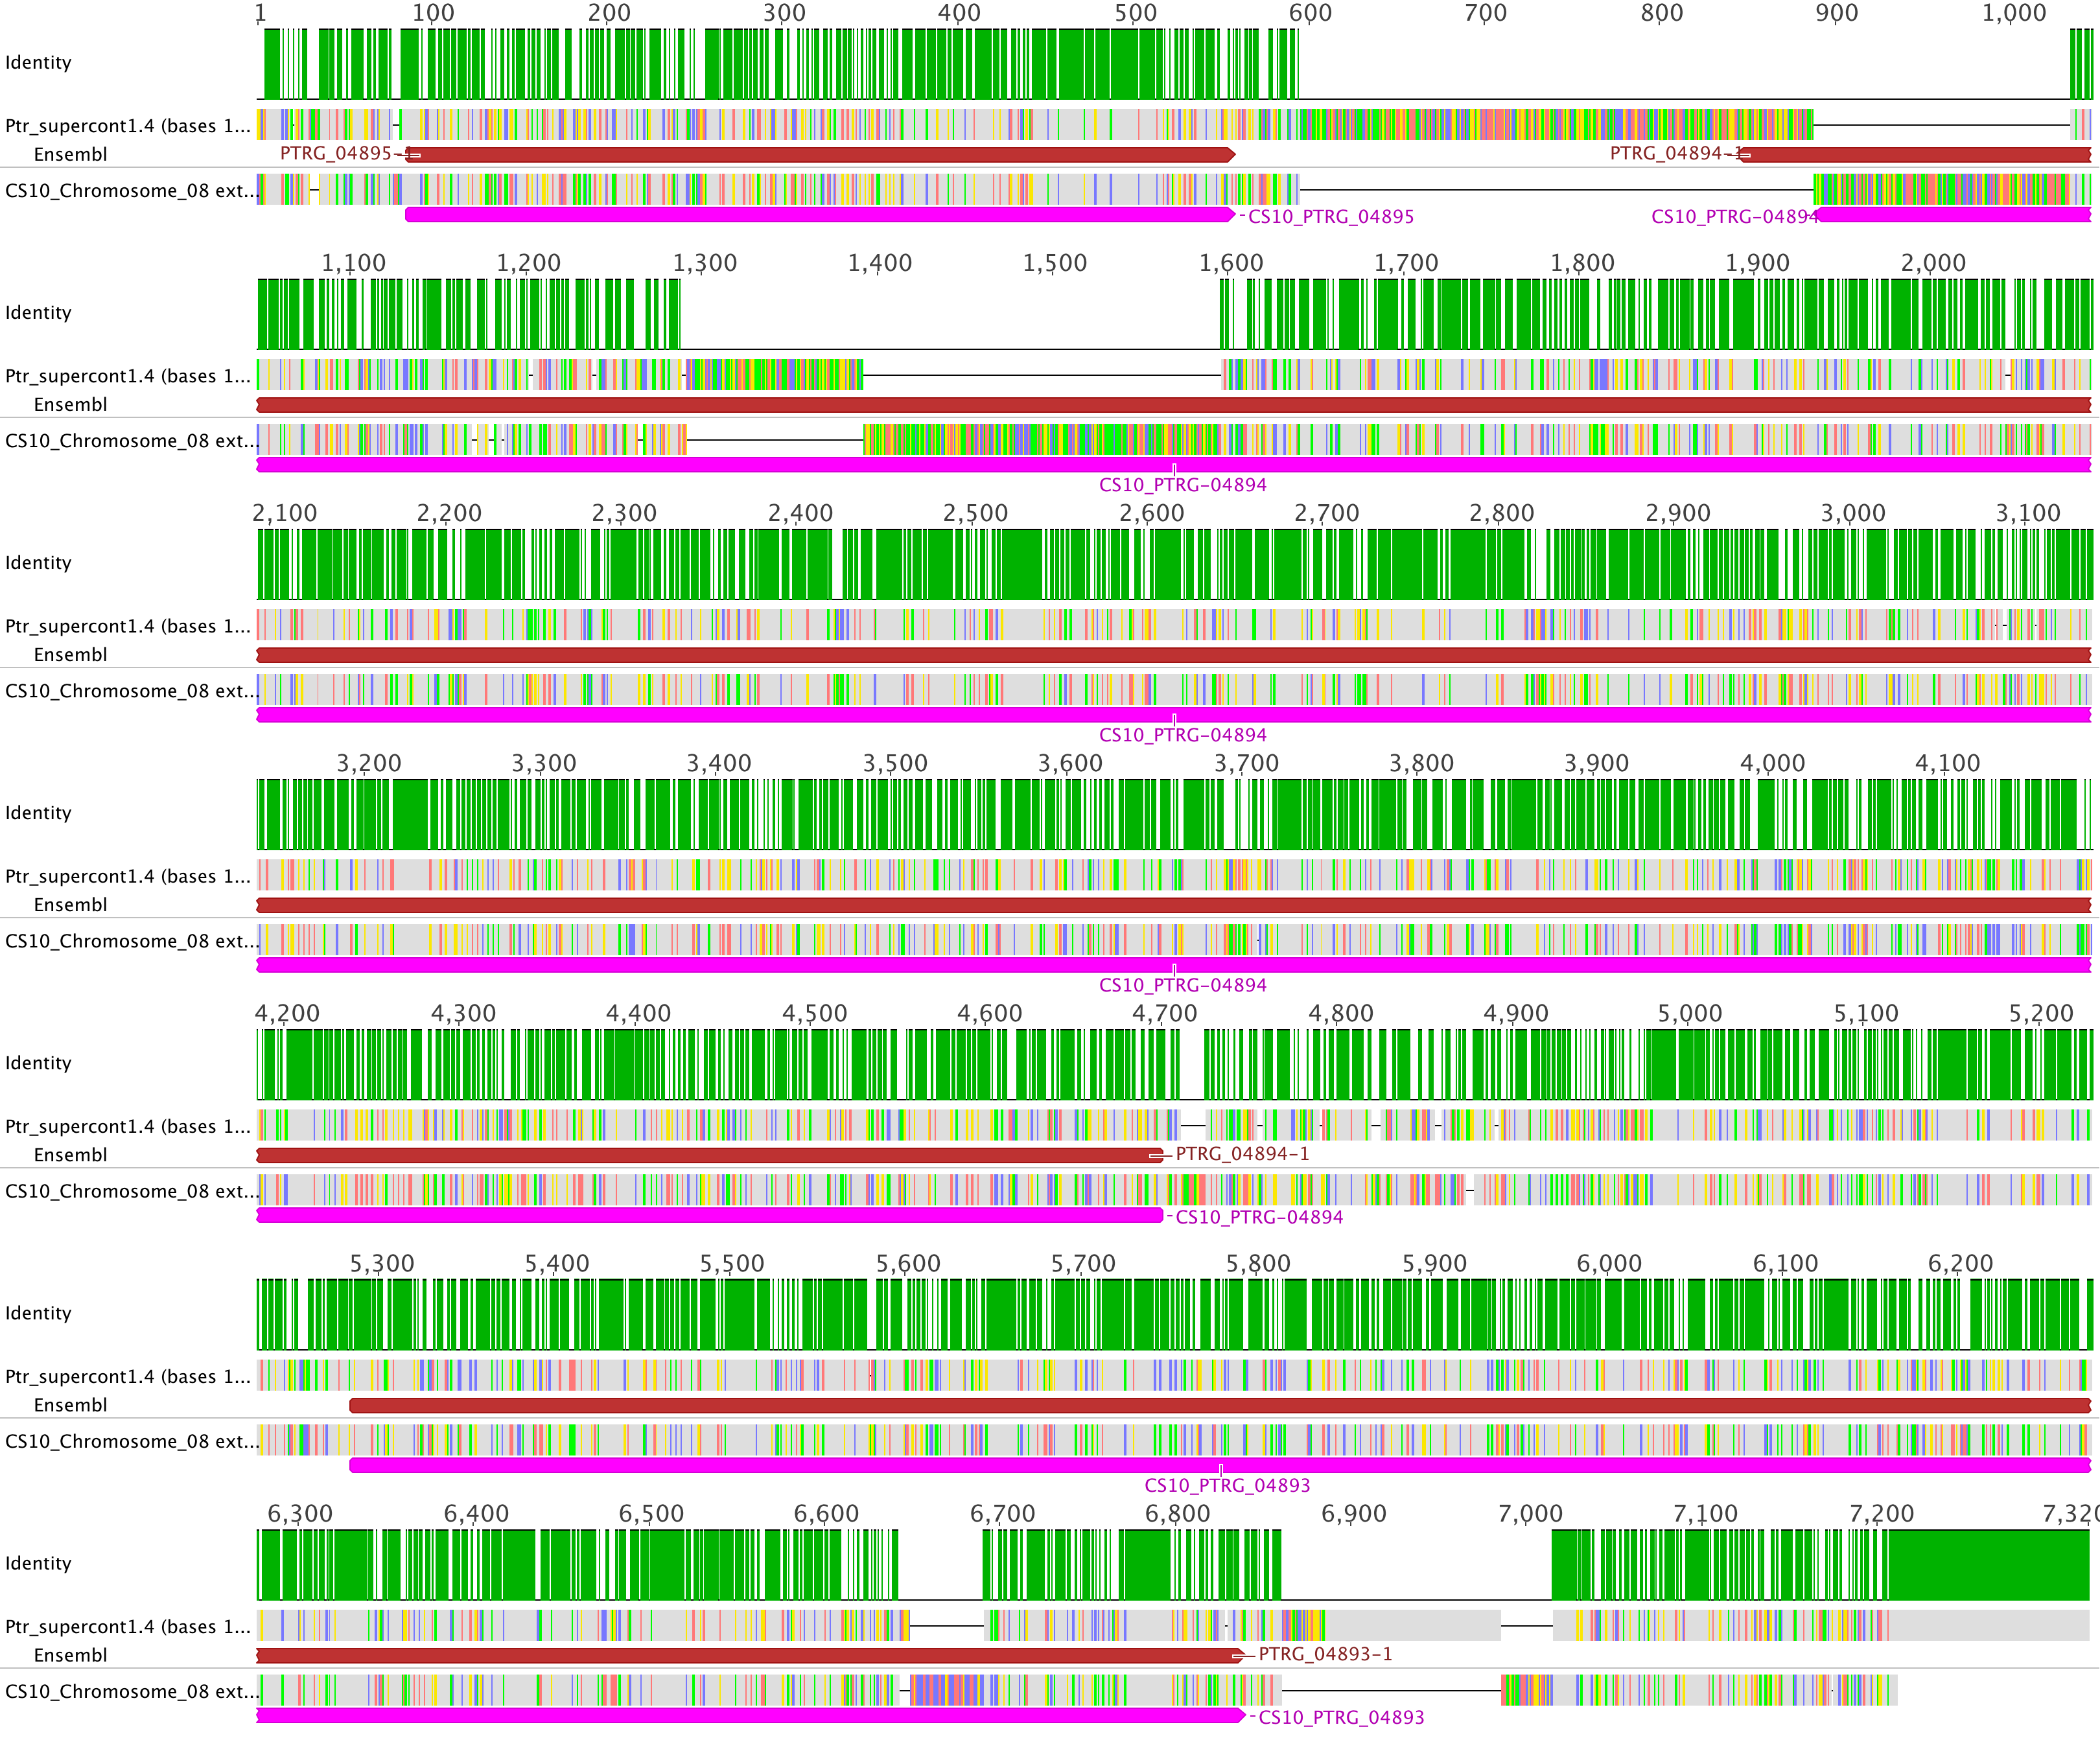 1 100 200 300 400 500 600 700 800 900 1,000
Identity
Ptr_supercont1.4 (bases 1...
Ensembl PTRG_04895-1 PTRG_04894-1
CS10_Chromosome_08 ext...
CS10_PTRG_04895 CS10_PTRG-04894
1,100 1,200 1,300 1,400 1,500 1,600 1,700 1,800 1,900 2,000
Identity
Ptr_supercont1.4 (bases 1...
Ensembl
CS10_Chromosome_08 ext...
CS10_PTRG-04894
2,100 2,200 2,300 2,400 2,500 2,600 2,700 2,800 2,900 3,000 3,100
Identity
Ptr_supercont1.4 (bases 1...
Ensembl
CS10_Chromosome_08 ext...
CS10_PTRG-04894
3,200 3,300 3,400 3,500 3,600 3,700 3,800 3,900 4,000 4,100
Identity
Ptr_supercont1.4 (bases 1...
Ensembl
CS10_Chromosome_08 ext...
CS10_PTRG-04894
4,200 4,300 4,400 4,500 4,600 4,700 4,800 4,900 5,000 5,100 5,200
Identity
Ptr_supercont1.4 (bases 1...
Ensembl PTRG_04894-1
CS10_Chromosome_08 ext...
CS10_PTRG-04894
5,300 5,400 5,500 5,600 5,700 5,800 5,900 6,000 6,100 6,200
Identity
Ptr_supercont1.4 (bases 1...
Ensembl
CS10_Chromosome_08 ext...
CS10_PTRG_04893
6,300 6,400 6,500 6,600 6,700 6,800 6,900 7,000 7,100 7,200 7,320
Identity
Ptr_supercont1.4 (bases 1...
Ensembl PTRG_04893-1
CS10_Chromosome_08 ext...
CS10_PTRG_04893